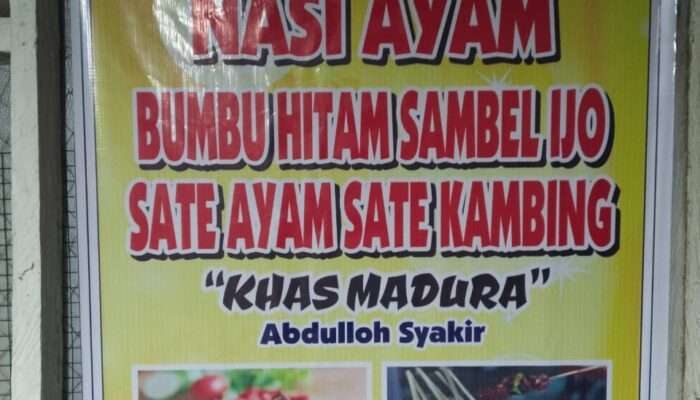 NASI AYAM
BUMBU HITAM SAMBEL IJO
SATE AYAM SATE KAMBING
"KHAS MADURA"
Abdulloh Syakir